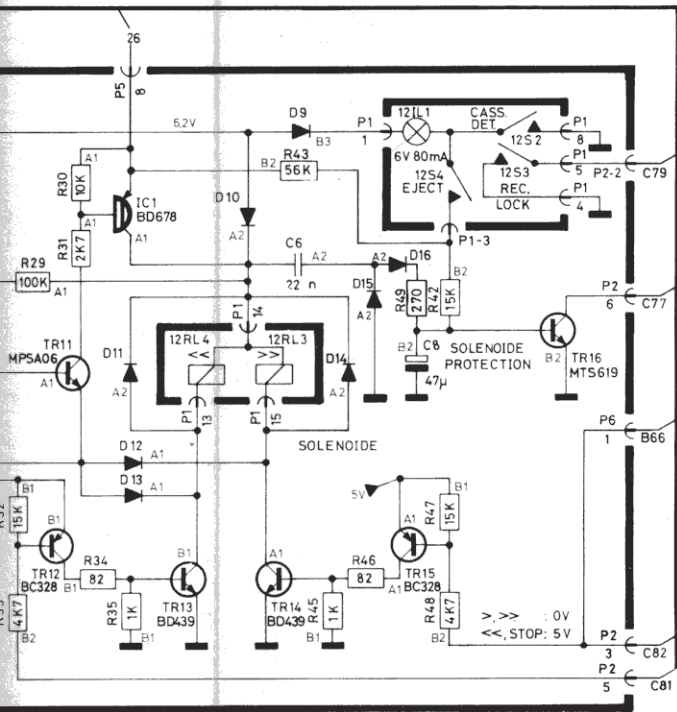 26
P5 8
6,2V
D9
B3
P1 1
12IL1
6V 80mA
CASS. DET.
12S2
P1 8
12S4 EJECT
12S3
REC. LOCK
P1 5
P2-2
C79
P1 4
P1-3
A1
R30
10K
IC1
BD678
A1
A1
R31
2K7
D10
A2
B2
R43
56K
R29
100K
A1
C6
A2
22 n
A2
D16
D15
A2
R49
270
R42
B2
15K
B2
C8
47µ
SOLENOIDE PROTECTION
P2 6
C77
B2
TR16
MTS619
TR11
MPSA06
A1
D11
A2
P1 14
12RL4
<<
12RL3
>>
D14
A2
P1 13
P1 15
SOLENOIDE
D12
A1
D13
A1
P6 1
B66
B1
15K
B1
TR12
BC328
B1
R34
82
R35
1K
B1
B1
TR13
BD439
4K7
B2
5V
A1
TR14
BD439
R45
1K
B1
R46
82
A1
TR15
BC328
A1
R47
15K
B1
R48
4K7
B2
>,>> : 0V
<<,STOP: 5V
P2 3
C82
P2 5
C81